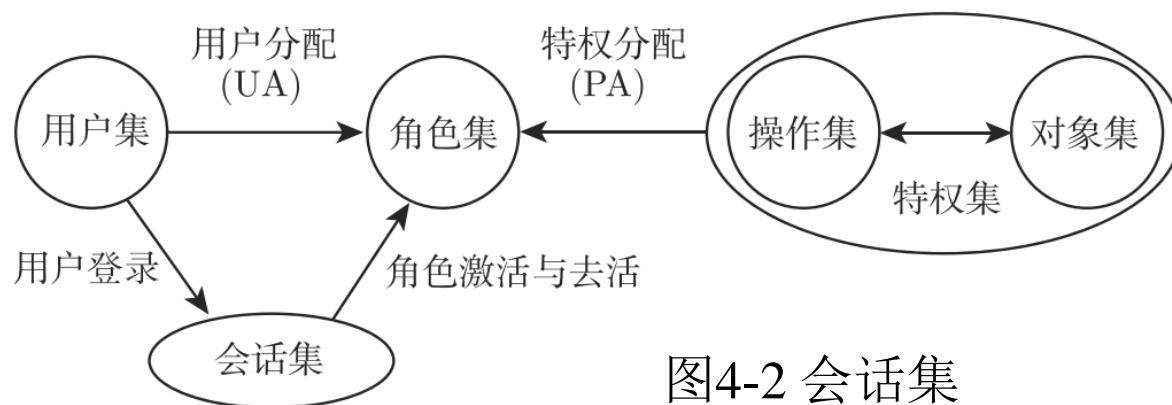 用户分配
(UA)
特权分配
(PA)
用户集
角色集
操作集
对象集
特权集
用户登录
角色激活与去活
会话集
图4-2 会话集